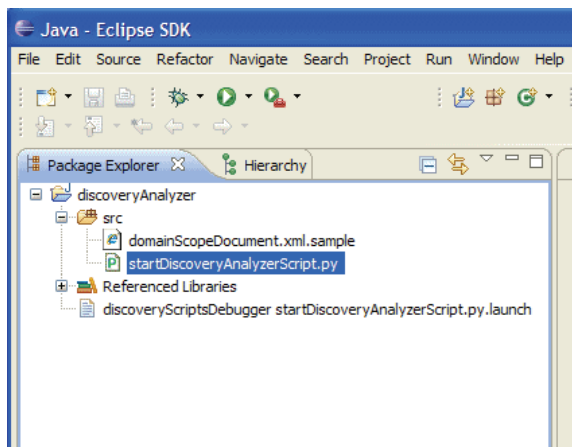 Java - Eclipse SDK
File Edit Source Refactor Navigate Search Project Run Window Help
Package Explorer Hierarchy
discoveryAnalyzer
src
domainScopeDocument.xml.sample
startDiscoveryAnalyzerScript.py
Referenced Libraries
discoveryScriptsDebugger startDiscoveryAnalyzerScript.py.launch